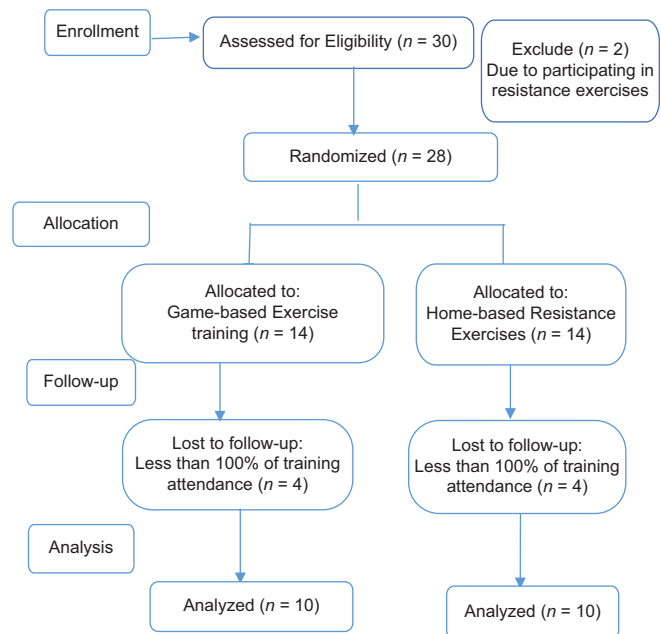 Enrollment
Assessed for Eligibility (n = 30)
Exclude (n = 2)
Due to participating in
resistance exercises
Randomized (n = 28)
Allocation
Allocated to:
Game-based Exercise
training (n = 14)
Allocated to:
Home-based Resistance
Exercises (n = 14)
Follow-up
Lost to follow-up:
Less than 100% of training
attendance (n = 4)
Lost to follow-up:
Less than 100% of training
attendance (n = 4)
Analysis
Analyzed (n = 10)
Analyzed (n = 10)